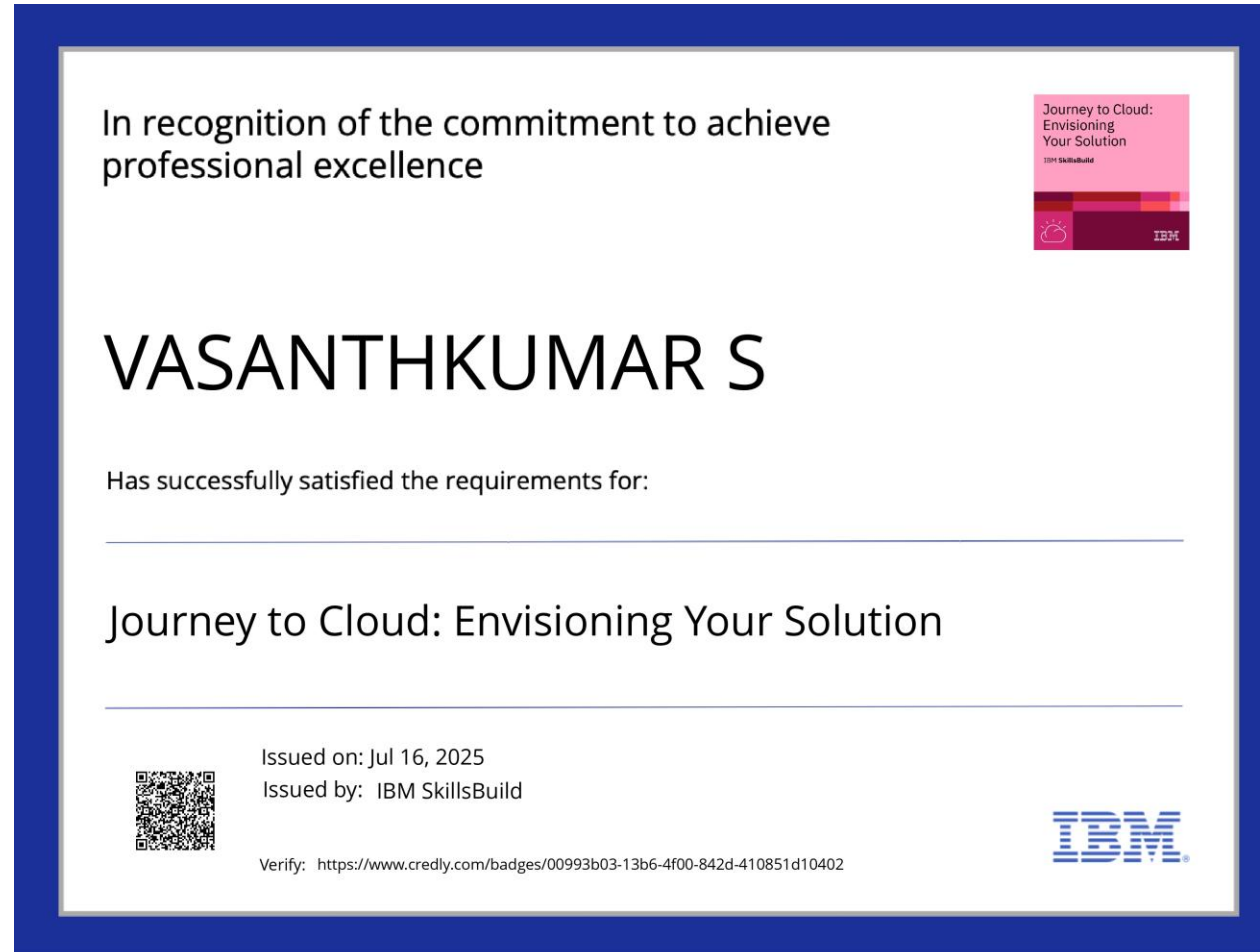 In recognition of the commitment to achieve
professional excellence
Journey to Cloud:
Envisioning
Your Solution
IBM SkillsBuild
IBM
VASANTHKUMAR S
Has successfully satisfied the requirements for:
Journey to Cloud: Envisioning Your Solution
Issued on: Jul 16, 2025
Issued by: IBM SkillsBuild
Verify: https://www.credly.com/badges/00993b03-13b6-4f00-842d-410851d10402
IBM®